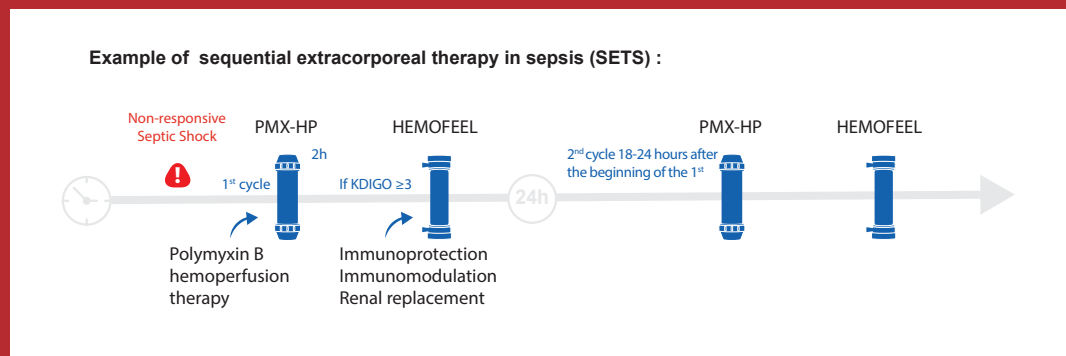 Example of sequential extracorporeal therapy in sepsis (SETS) :
Non-responsive
Septic Shock
PMX-HP
HEMOFEEL
PMX-HP
HEMOFEEL
2h
1st cycle
If KDIGO ≥3
24h
2nd cycle 18-24 hours after
the beginning of the 1st
Polymyxin B
hemoperfusion
therapy
Immunoprotection
Immunomodulation
Renal replacement